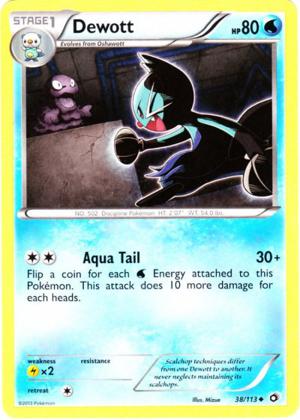 STAGE1
Dewott
HP80
Evolves from Oshawott
NO. 502 Discipline Pokémon HT: 2'07" WT: 54.0 lbs.
Aqua Tail 30+
Flip a coin for each Energy attached to this
Pokémon. This attack does 10 more damage
for each heads.
weakness
×2
resistance
retreat
Scalchop techniques differ
from one Dewott to another. It
never neglects maintaining its
scalchops.
Illus. Mizue
38/113
©2013 Pokémon